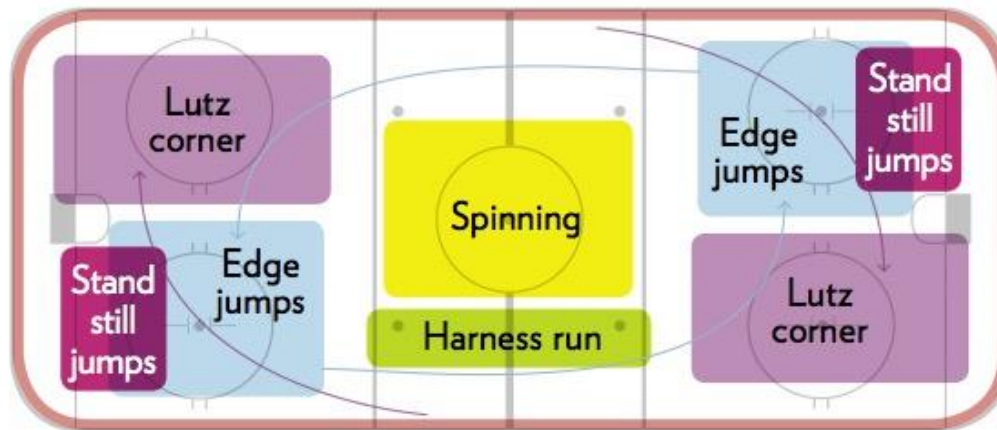 Lutz
corner
Spinning
Edge
jumps
Stand
still
jumps
Stand
still
jumps
Edge
jumps
Harness run
Lutz
corner